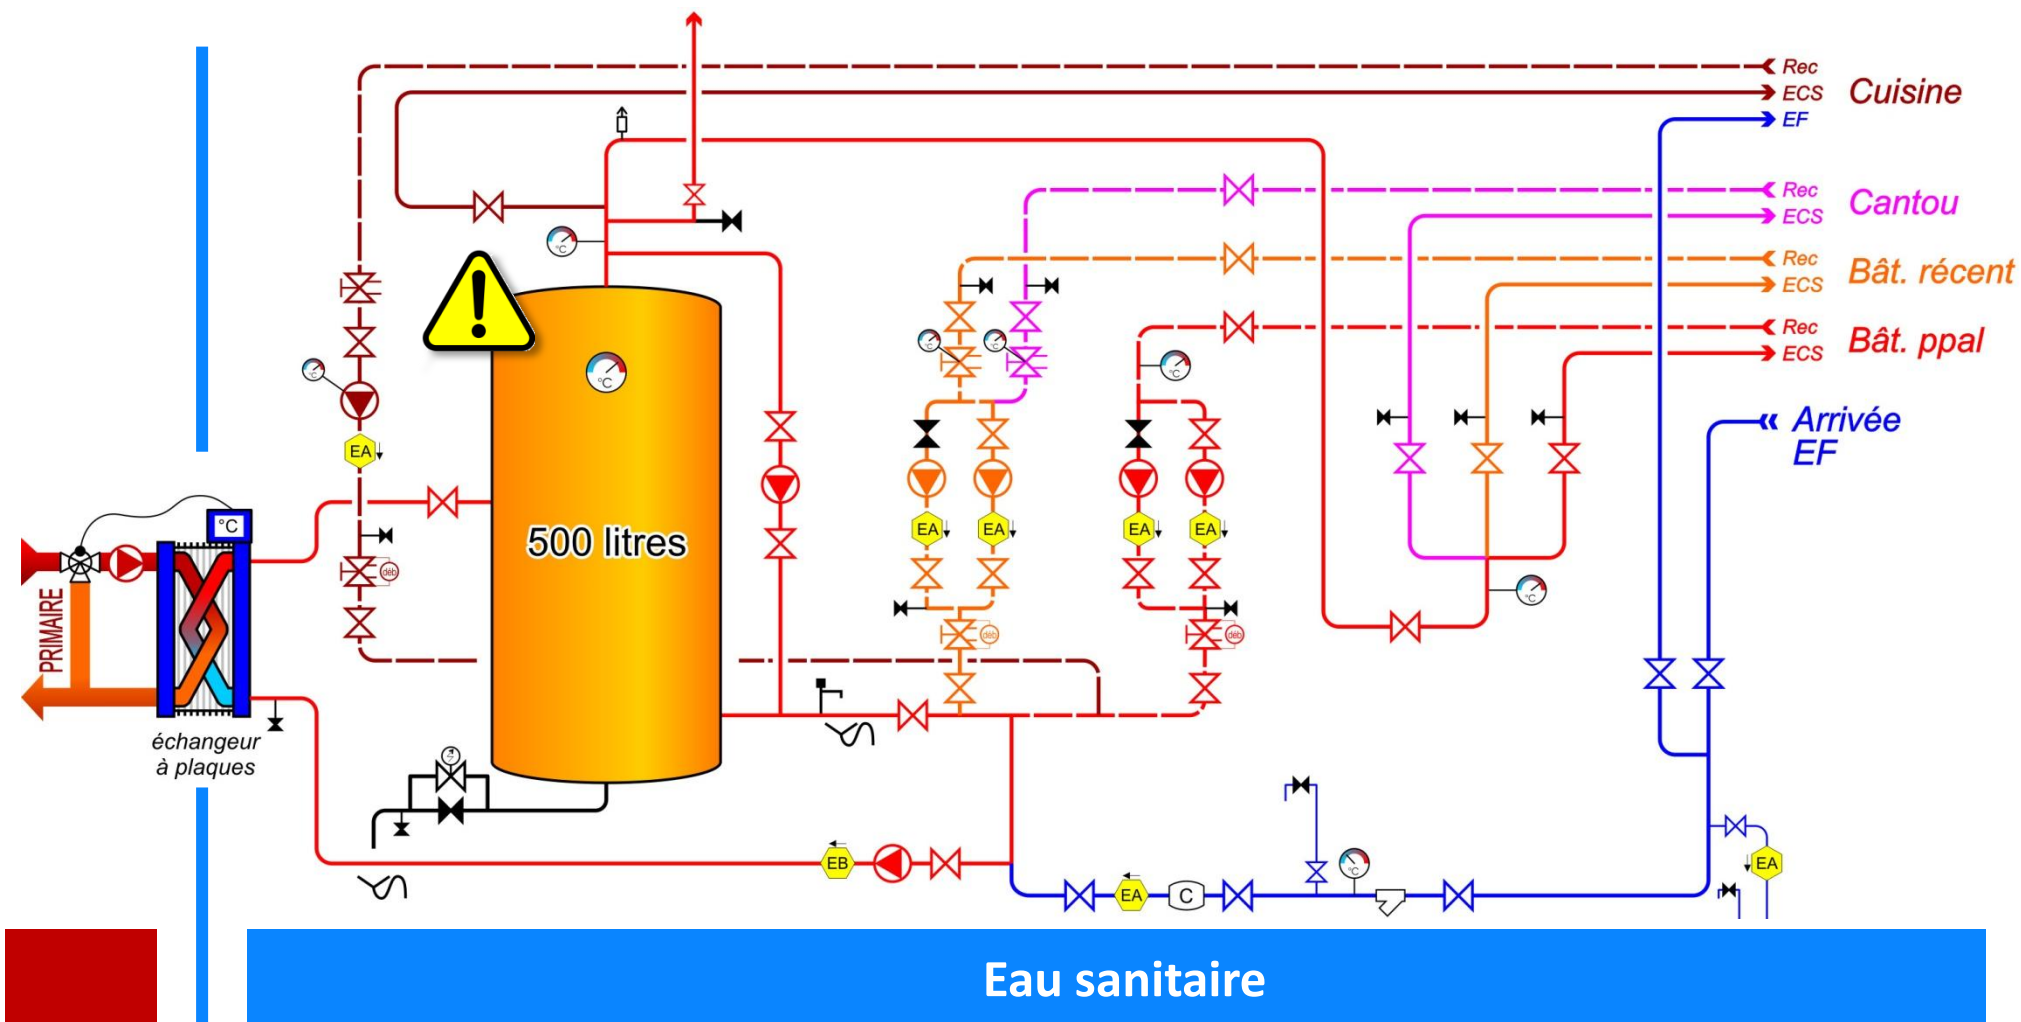 Rec
ECS
Cuisine
EF
Rec
ECS
Cantou
Rec
ECS
Bât. récent
Rec
ECS
Bât. ppal
Arrivée
EF
°C
°C
°C
°C
°C
°C
EA
°C
500 litres
EA
EA
EA
EA
déb
°C
PRIMAIRE
déb
déb
échangeur
à plaques
EB
°C
EA
EA
C
Eau sanitaire